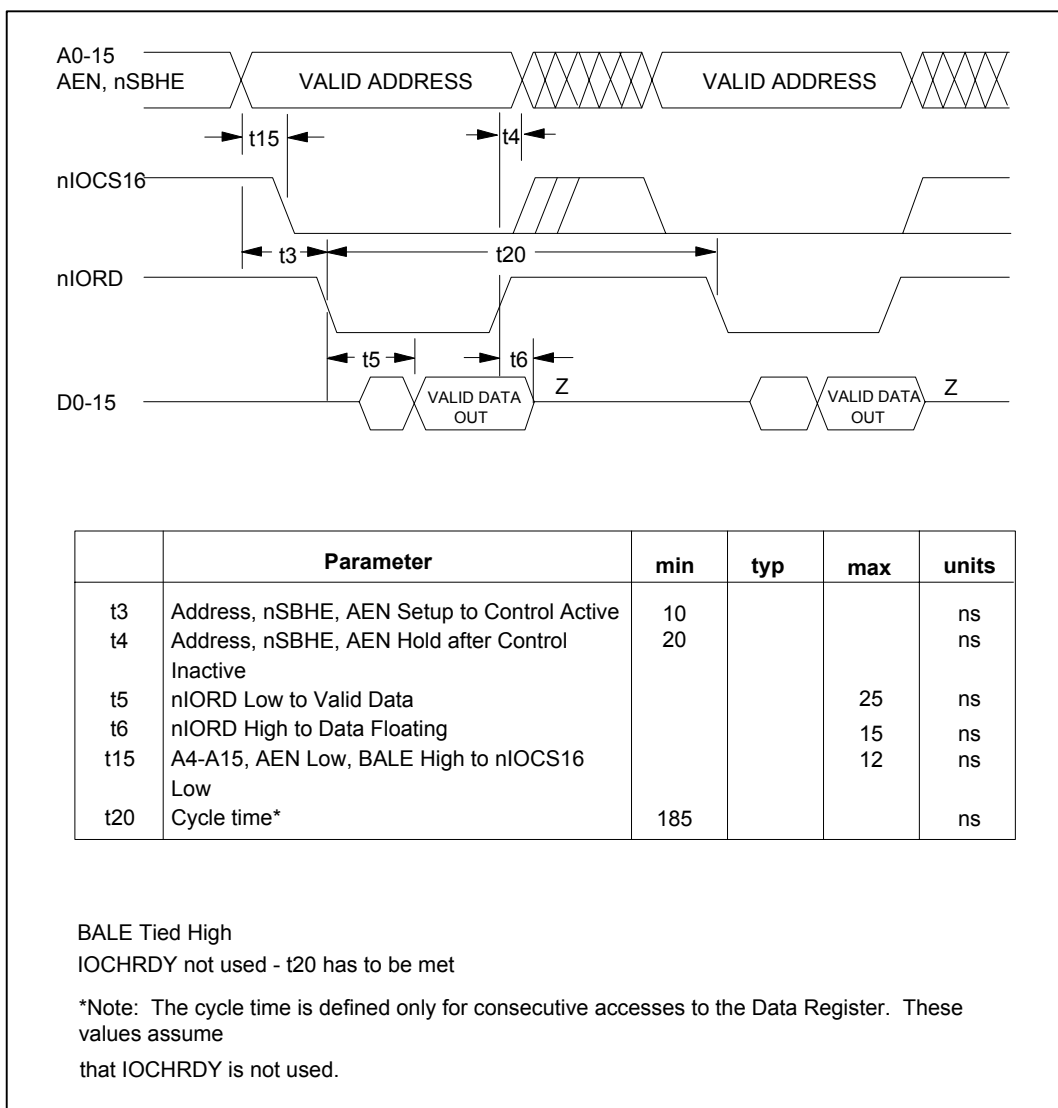 A0-15
AEN, nSBHE
VALID ADDRESS
VALID ADDRESS
t15
t4
nIOCS16
t3
t20
nIORD
t5
t6
D0-15
VALID DATA
OUT
Z
VALID DATA
OUT
Z
Parameter min typ max units
t3 Address, nSBHE, AEN Setup to Control Active 10 ns
t4 Address, nSBHE, AEN Hold after Control 20 ns
Inactive
t5 nIORD Low to Valid Data 25 ns
t6 nIORD High to Data Floating 15 ns
t15 A4-A15, AEN Low, BALE High to nIOCS16 12 ns
Low
t20 Cycle time* 185 ns
BALE Tied High
IOCHRDY not used - t20 has to be met
*Note: The cycle time is defined only for consecutive accesses to the Data Register. These
values assume
that IOCHRDY is not used.